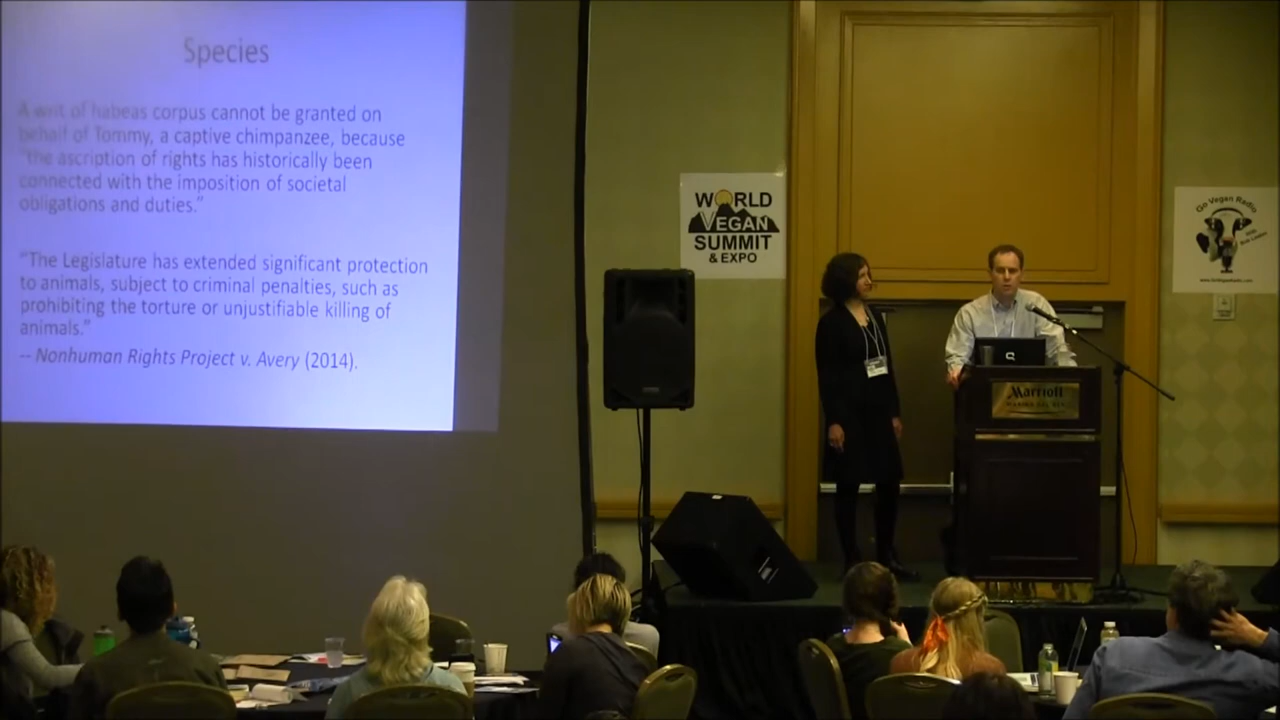 Species
A writ of habeas corpus cannot be granted on
behalf of Tommy, a captive chimpanzee, because
"the ascription of rights has historically been
connected with the imposition of societal
obligations and duties."
"The Legislature has extended significant protection
to animals, subject to criminal penalties, such as
prohibiting the torture or unjustifiable killing of
animals."
-- Nonhuman Rights Project v. Avery (2014).
WORLD
VEGAN
SUMMIT
& EXPO
Go Vegan Radio
Marriott